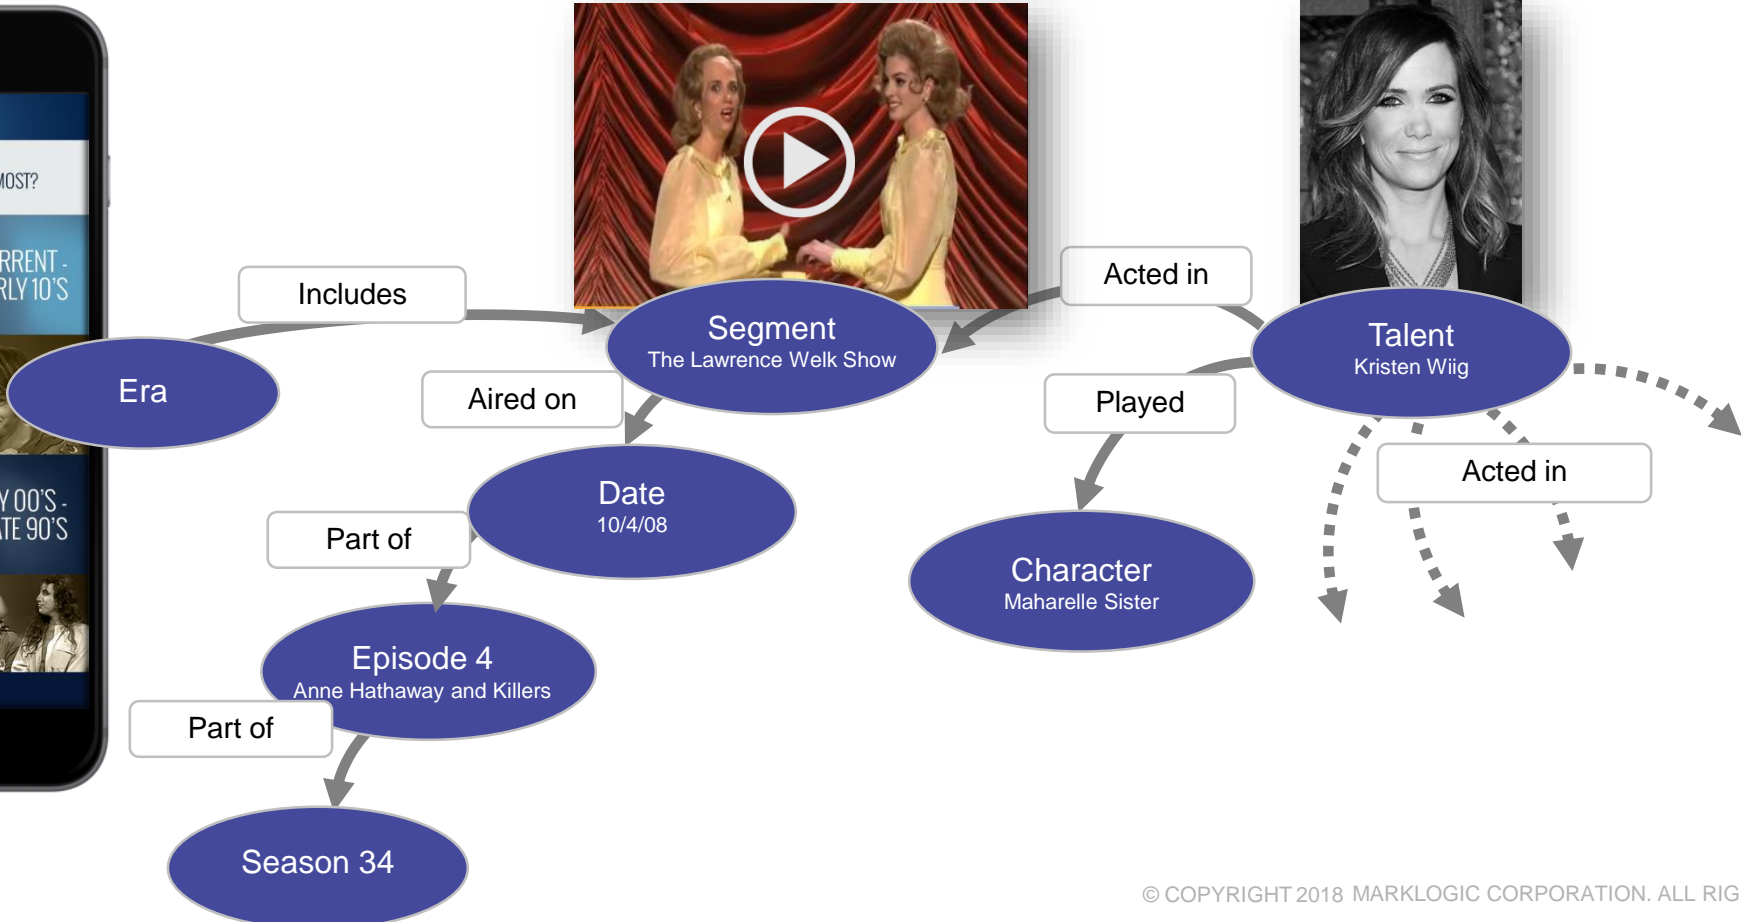 MOST?
RRENT -
RLY 10'S
Y 00'S -
ATE 90'S
Includes
Acted in
Segment
The Lawrence Welk Show
Talent
Kristen Wiig
Era
Aired on
Played
Acted in
Date
10/4/08
Part of
Character
Maharelle Sister
Episode 4
Anne Hathaway and Killers
Part of
Season 34
© COPYRIGHT 2018 MARKLOGIC CORPORATION. ALL RIG